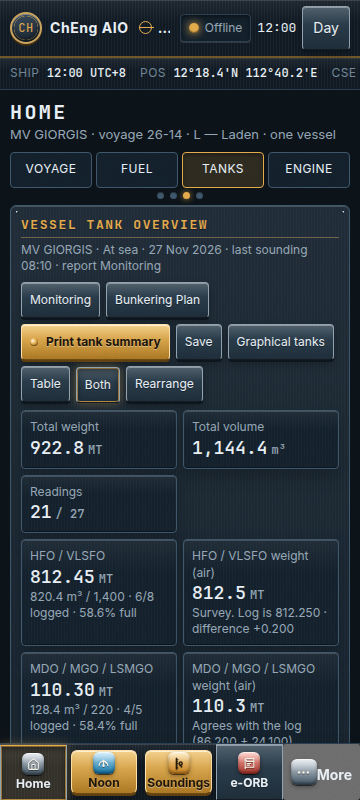 CH ChEng AIO ... Offline 12:00 Day
SHIP 12:00 UTC+8 POS 12°18.4'N 112°40.2'E CSE
HOME
MV GIORGIS · voyage 26-14 · L — Laden · one vessel
VOYAGE FUEL TANKS ENGINE
VESSEL TANK OVERVIEW
MV GIORGIS · At sea · 27 Nov 2026 · last sounding
08:10 · report Monitoring
Monitoring Bunkering Plan
Print tank summary Save Graphical tanks
Table Both Rearrange
Total weight
922.8 MT
Total volume
1,144.4 m³
Readings
21 / 27
HFO / VLSFO
812.45 MT
820.4 m³ / 1,400 · 6/8
logged · 58.6% full
HFO / VLSFO weight
(air)
812.5 MT
Survey. Log is 812.250 ·
difference +0.200
MDO / MGO / LSMGO
110.30 MT
128.4 m³ / 220 · 4/5
logged · 58.4% full
MDO / MGO / LSMGO
weight (air)
110.3 MT
Agrees with the log
(86.200 + 24.100)
Home Noon Soundings e-ORB More